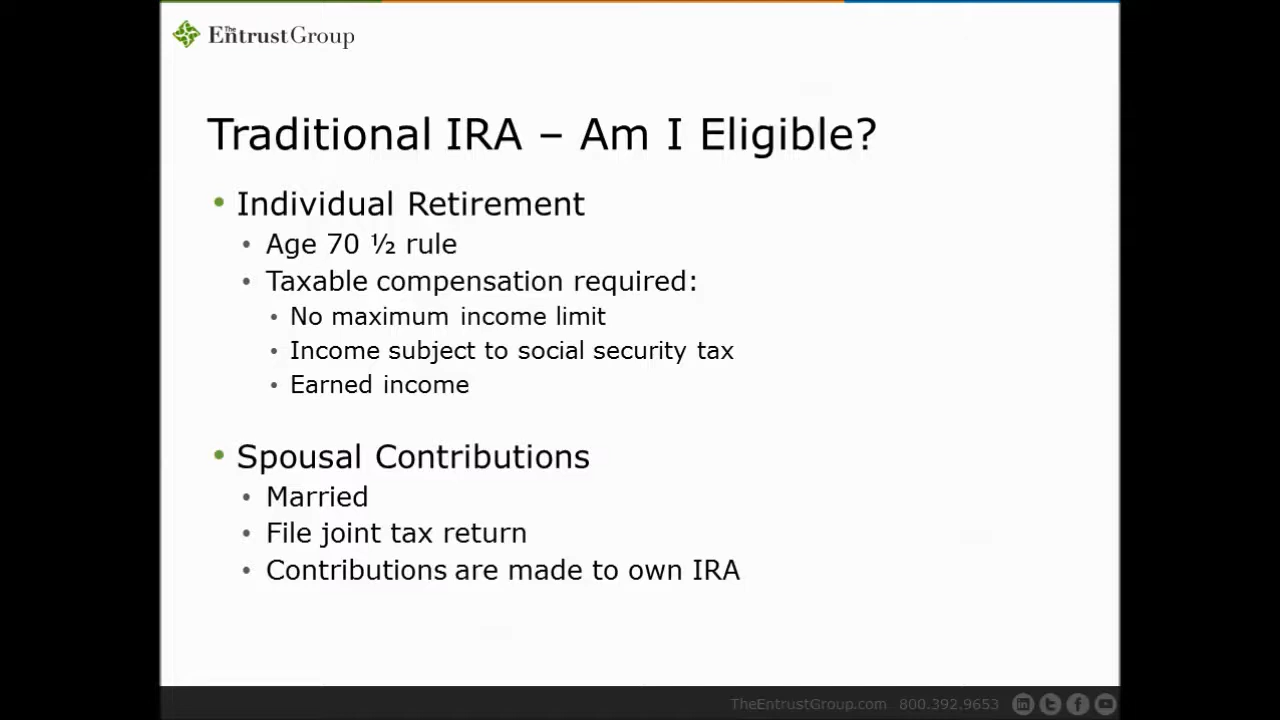 The EntrustGroup
Traditional IRA – Am I Eligible?
• Individual Retirement
• Age 70 ½ rule
• Taxable compensation required:
• No maximum income limit
• Income subject to social security tax
• Earned income
• Spousal Contributions
• Married
• File joint tax return
• Contributions are made to own IRA
TheEntrustGroup.com 800.392.9653